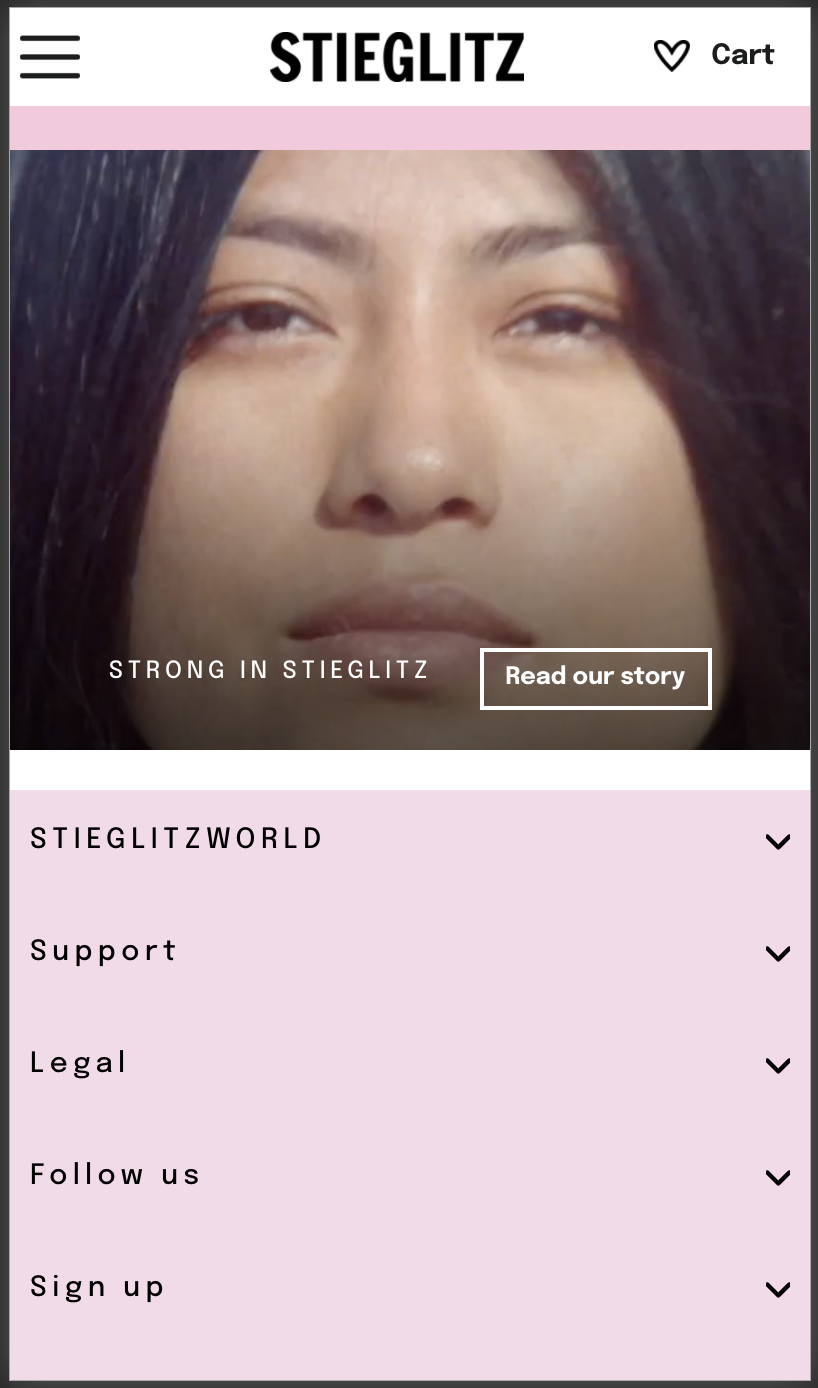 STIEGLITZ
Cart
STRONG IN STIEGLITZ
Read our story
STIEGLITZWORLD
Support
Legal
Follow us
Sign up